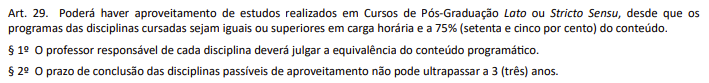 Art. 29. Poderá haver aproveitamento de estudos realizados em Cursos de Pós-Graduação Lato ou Stricto Sensu, desde que os
programas das disciplinas cursadas sejam iguais ou superiores em carga horária e a 75% (setenta e cinco por cento) do conteúdo.
§ 1º O professor responsável de cada disciplina deverá julgar a equivalência do conteúdo programático.
§ 2º O prazo de conclusão das disciplinas passíveis de aproveitamento não pode ultrapassar a 3 (três) anos.